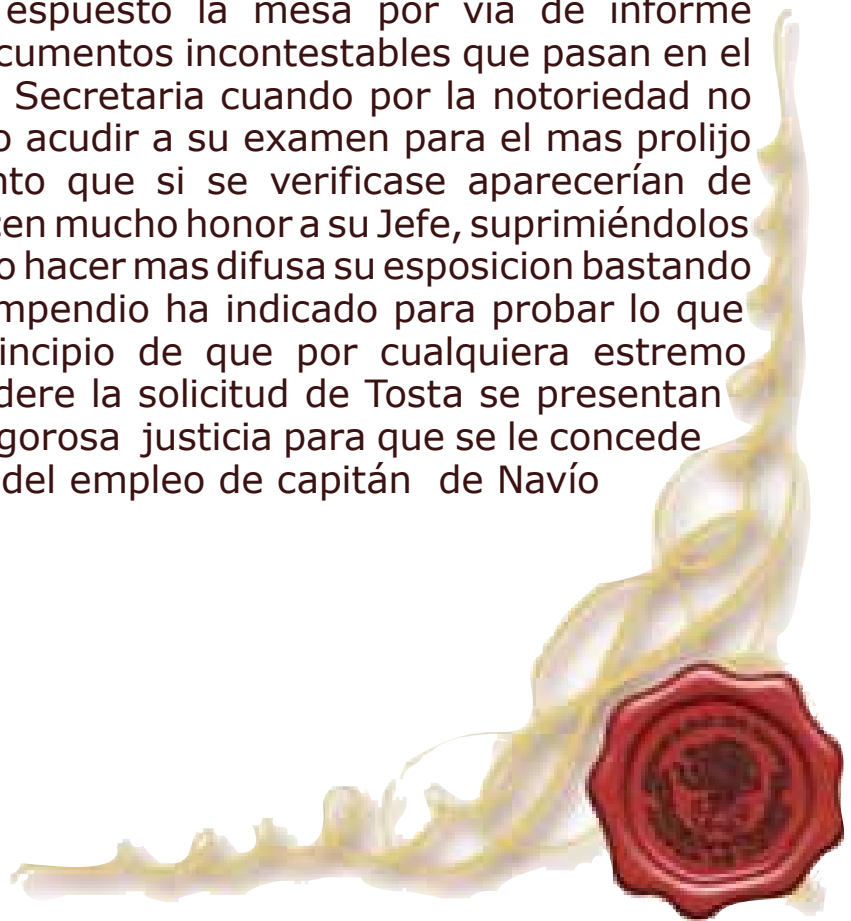 espuesto la mesa por vía de informe
cumentos incontestables que pasan en el
Secretaria cuando por la notoriedad no
o acudir a su examen para el mas prolijo
nto que si se verificase aparecerían de
cen mucho honor a su Jefe, suprimiéndolos
o hacer mas difusa su esposicion bastando
mpendio ha indicado para probar lo que
incipio de que por cualquiera estremo
dere la solicitud de Tosta se presentan
gorosa justicia para que se le concede
del empleo de capitán de Navío